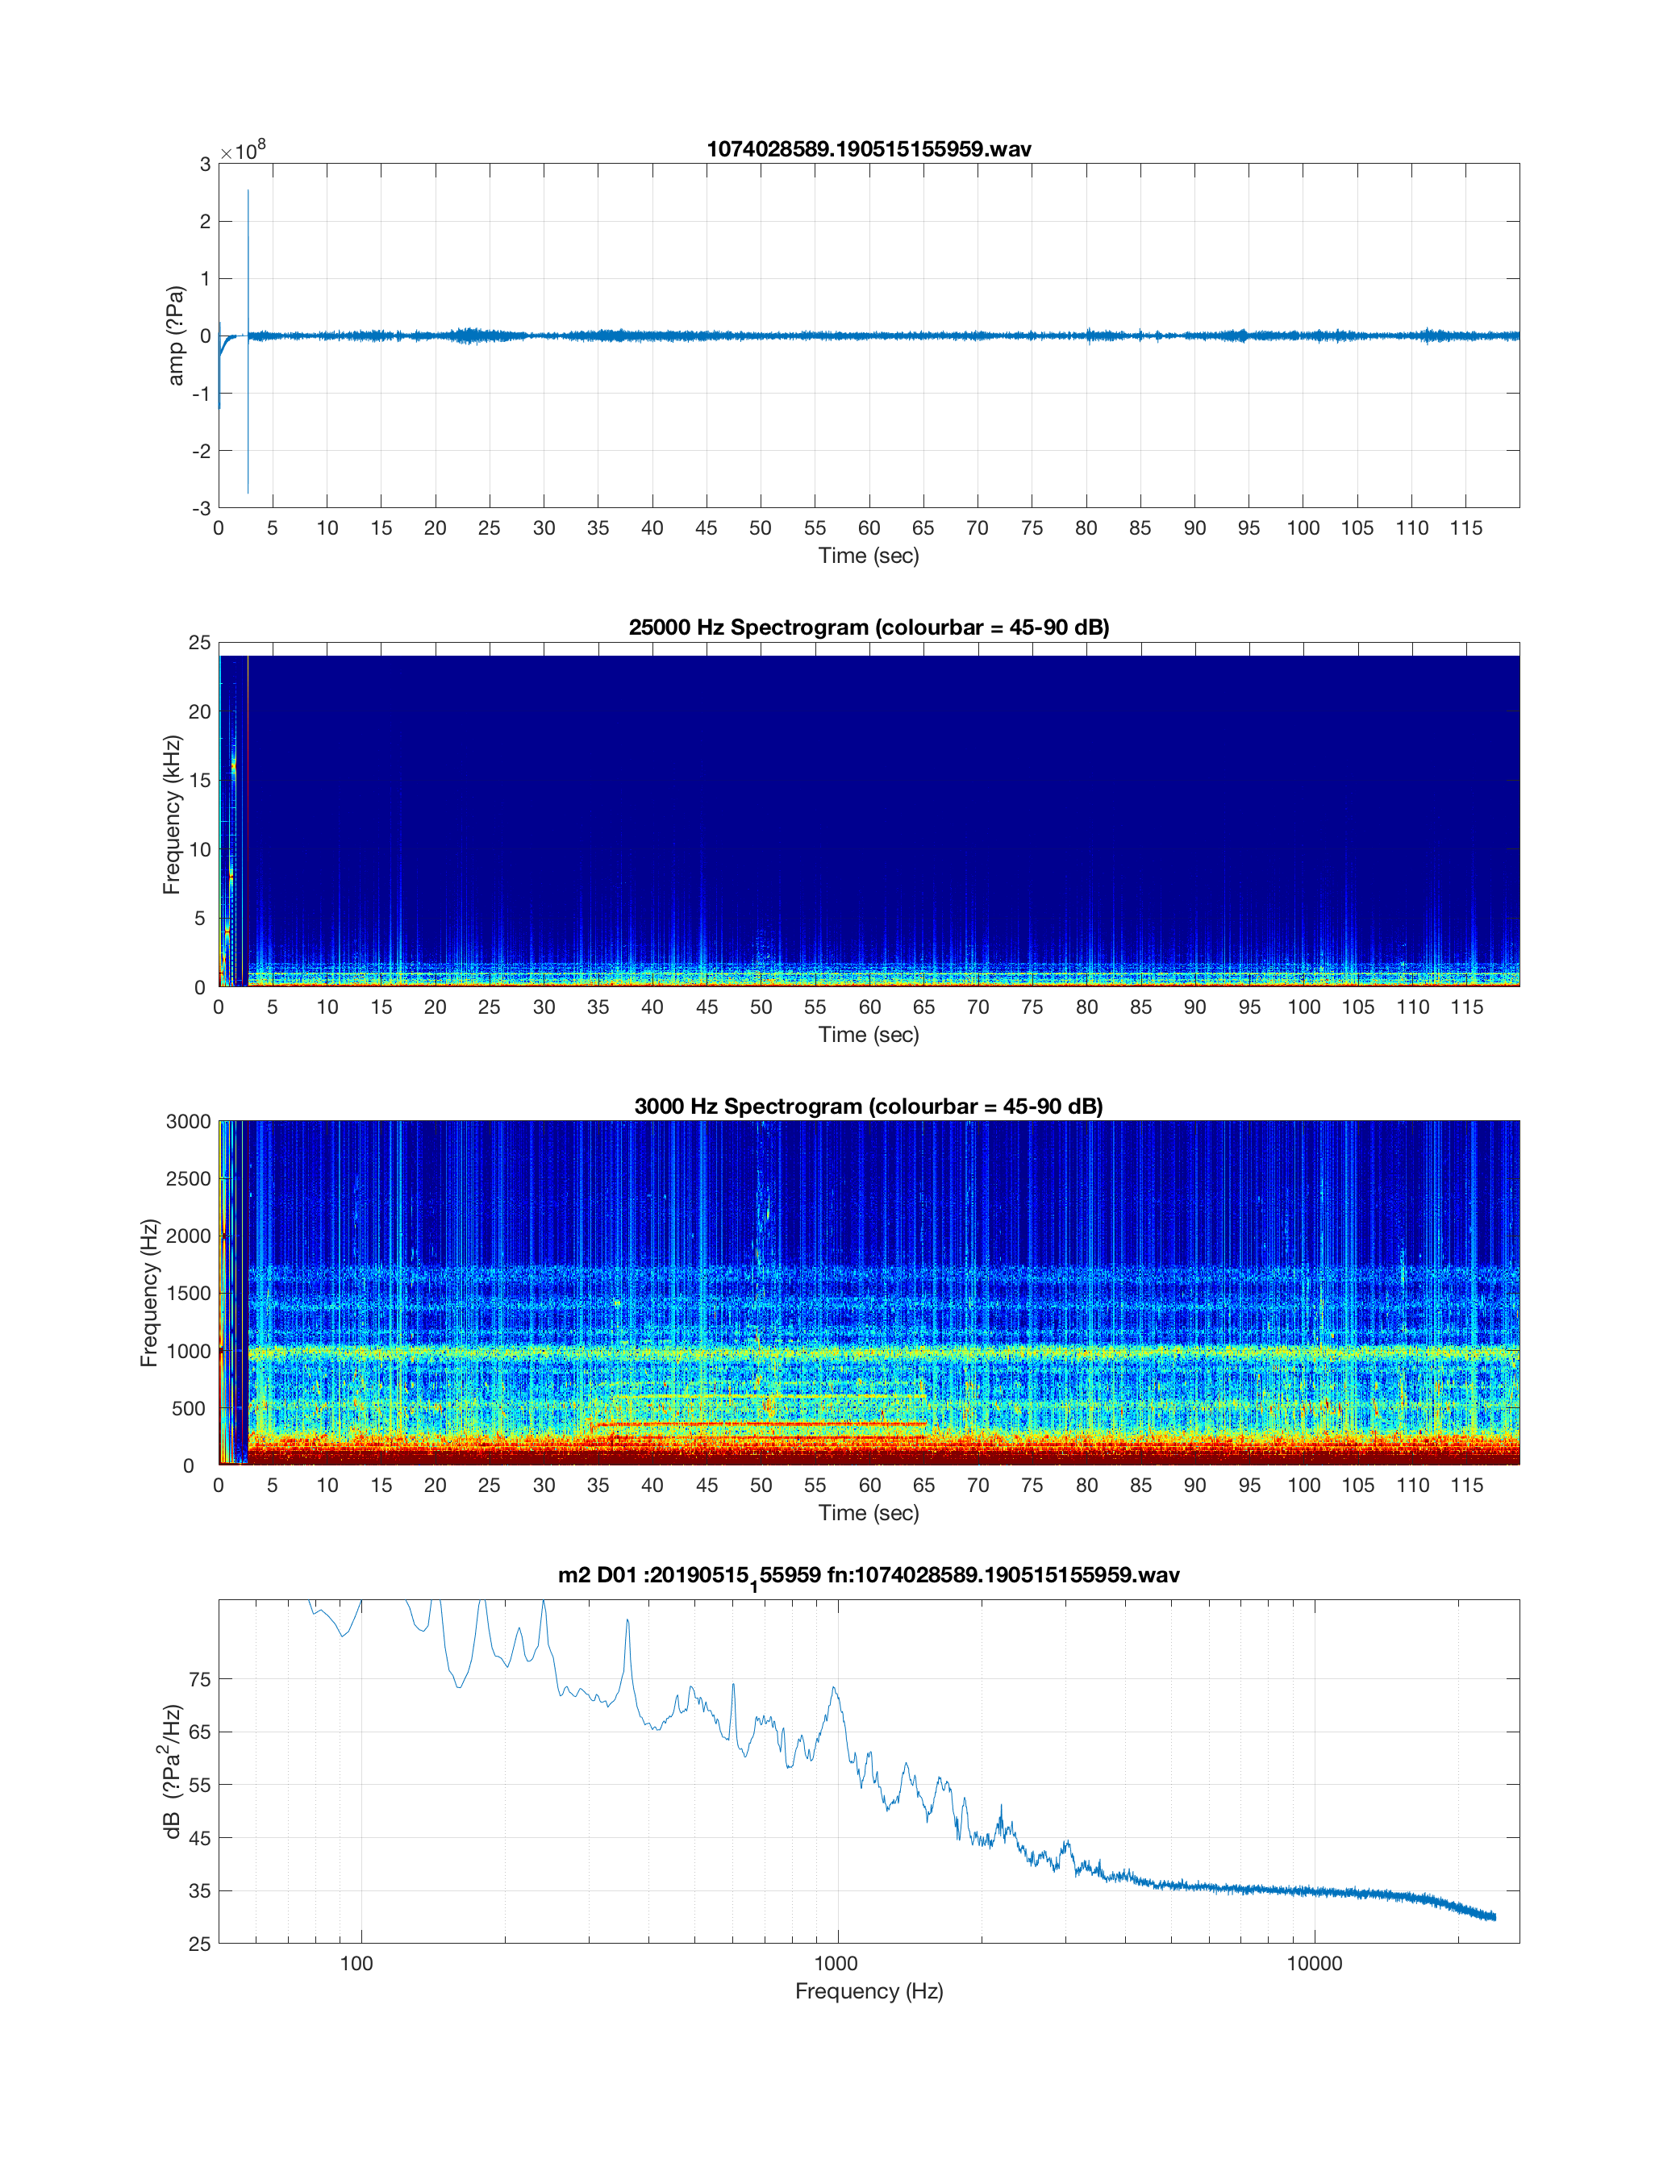 1074028589.190515155959.wav
×10⁸
3
2
1
0
-1
-2
-3
amp (?Pa)
0 5 10 15 20 25 30 35 40 45 50 55 60 65 70 75 80 85 90 95 100 105 110 115
Time (sec)
25000 Hz Spectrogram (colourbar = 45-90 dB)
25
20
15
10
5
0
Frequency (kHz)
0 5 10 15 20 25 30 35 40 45 50 55 60 65 70 75 80 85 90 95 100 105 110 115
Time (sec)
3000 Hz Spectrogram (colourbar = 45-90 dB)
3000
2500
2000
1500
1000
500
0
Frequency (Hz)
0 5 10 15 20 25 30 35 40 45 50 55 60 65 70 75 80 85 90 95 100 105 110 115
Time (sec)
m2 D01 :20190515₁55959 fn:1074028589.190515155959.wav
75
65
55
45
35
25
dB (?Pa²/Hz)
100 1000 10000
Frequency (Hz)